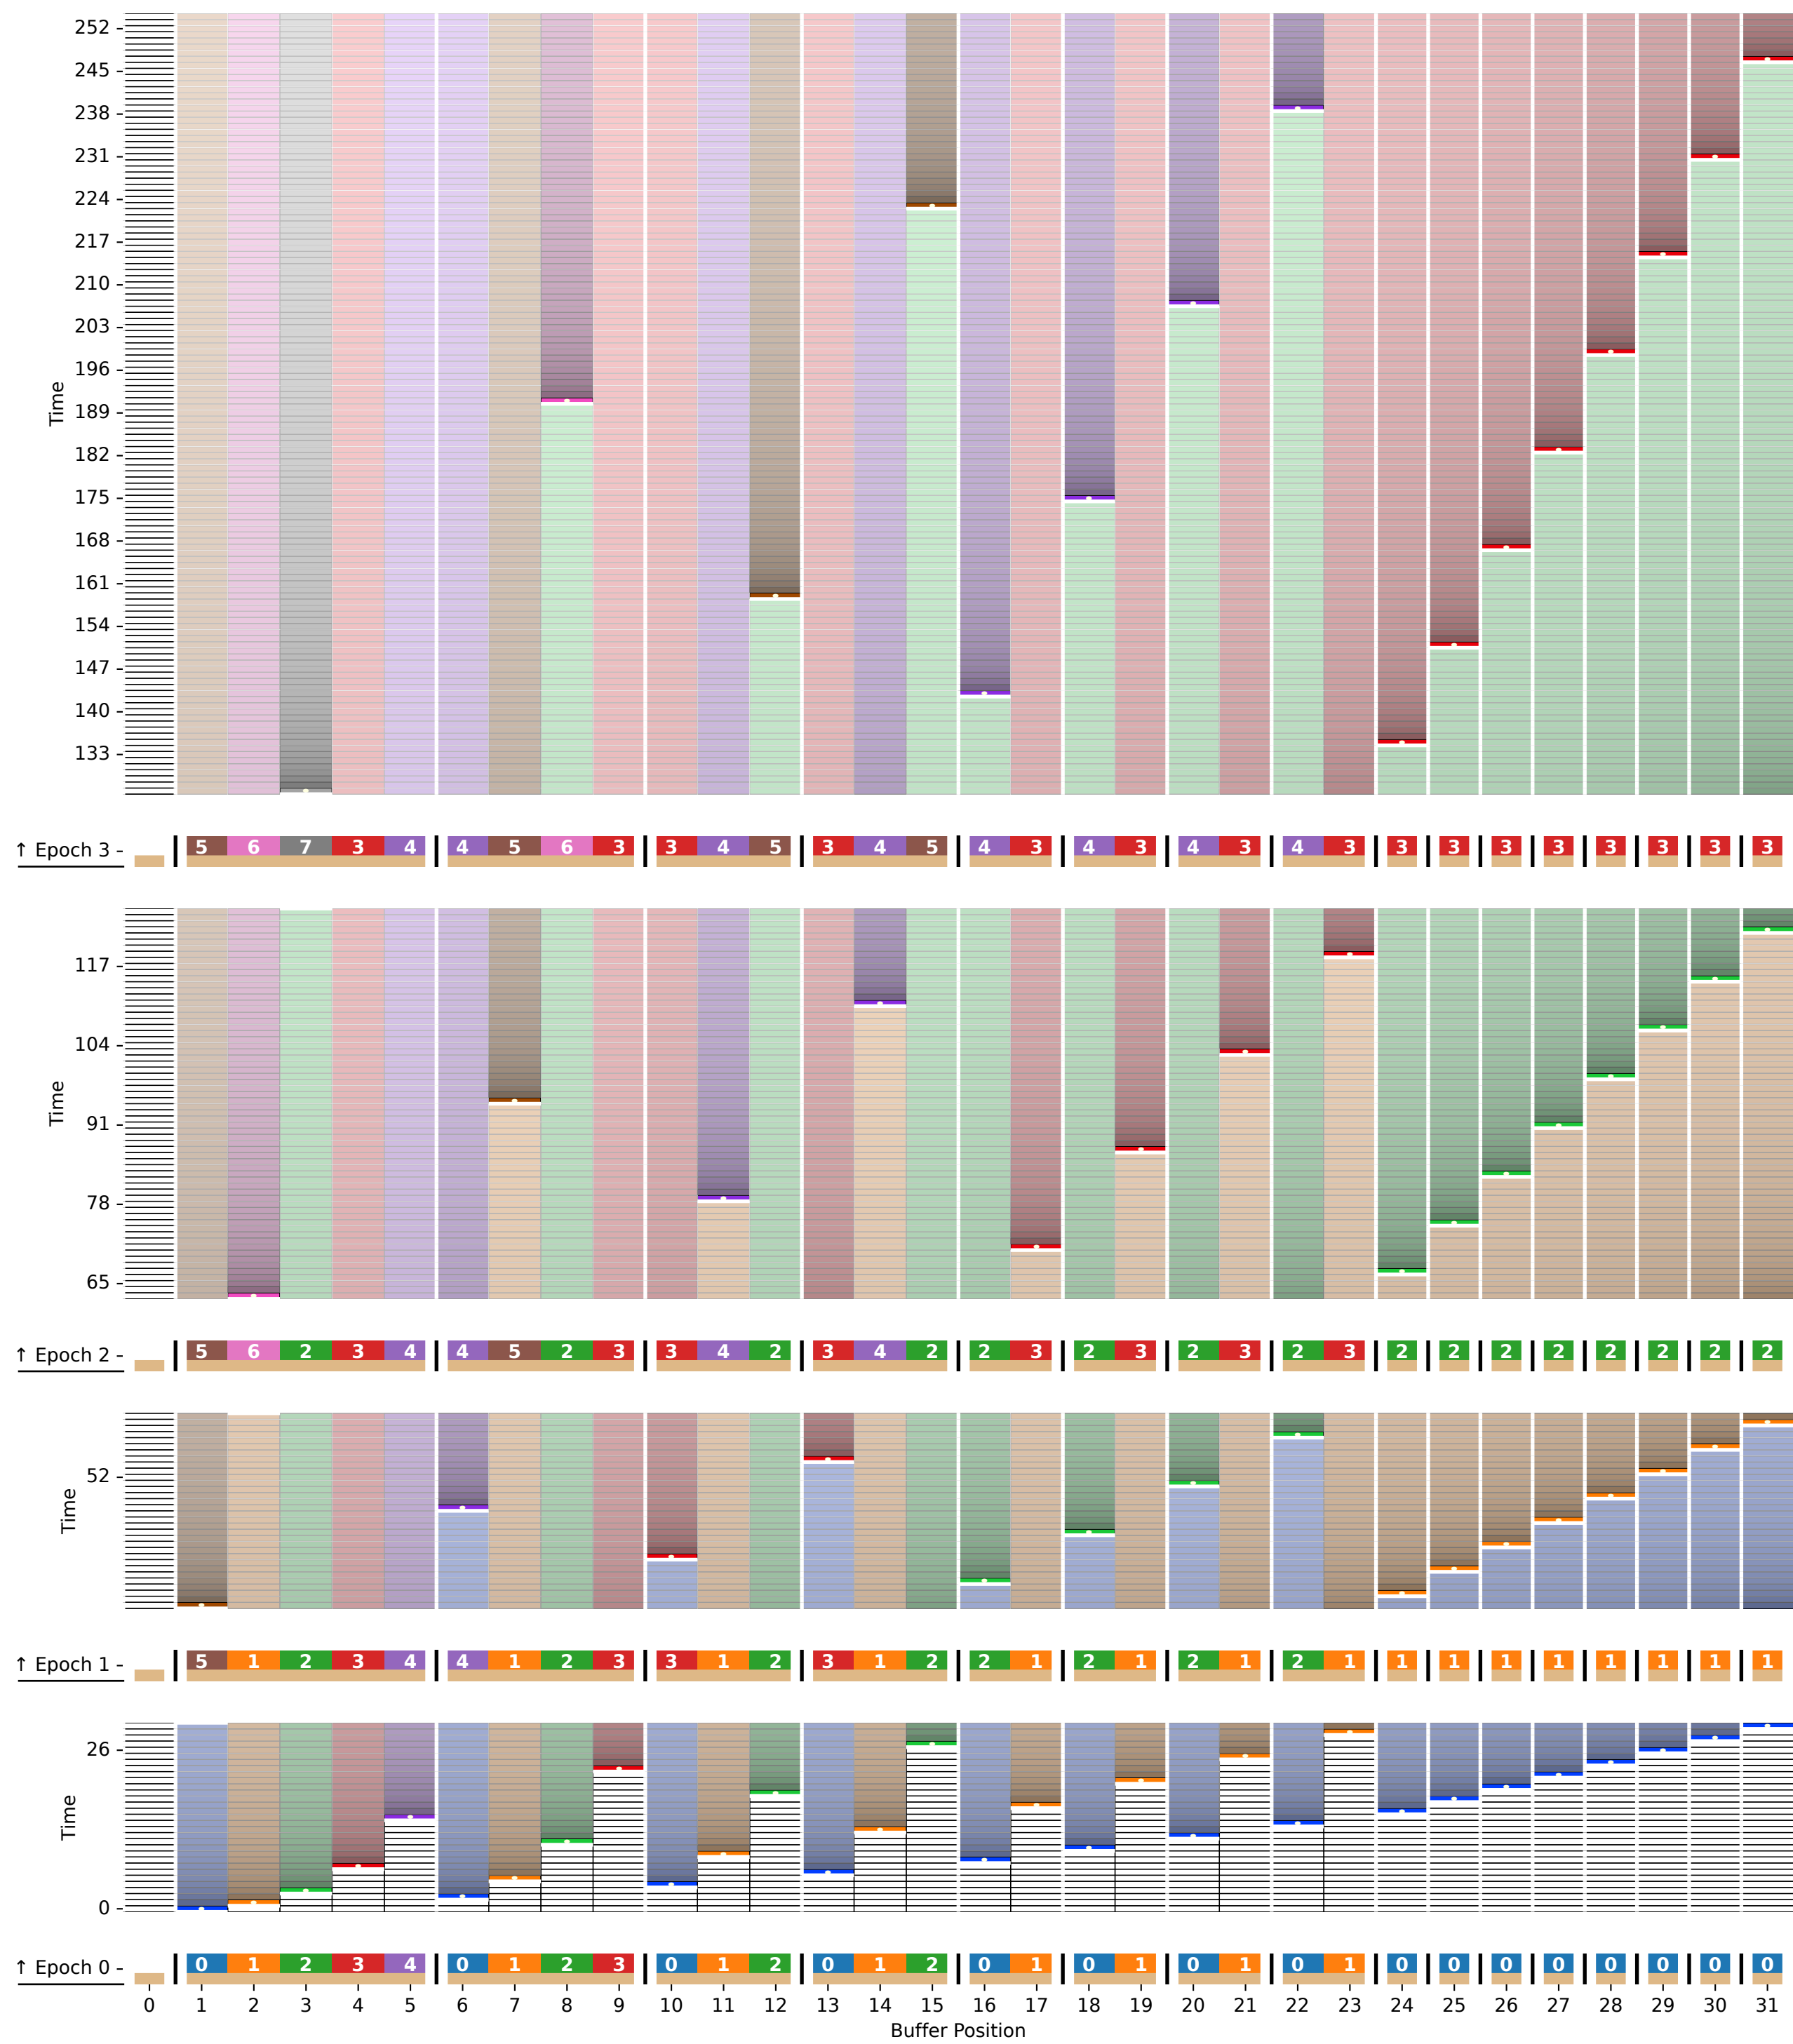 252
245
238
231
224
217
210
203
196
189
182
175
168
161
154
147
140
133
Time
↑ Epoch 3
5 6 7 3 4 4 5 6 3 3 4 5 3 4 5 4 3 4 3 4 3 4 3 3 3 3 3 3 3 3 3
117
104
91
78
65
Time
↑ Epoch 2
5 6 2 3 4 4 5 2 3 3 4 2 3 4 2 2 3 2 3 2 3 2 3 2 2 2 2 2 2 2 2
52
Time
↑ Epoch 1
5 1 2 3 4 4 1 2 3 3 1 2 3 1 2 2 1 2 1 2 1 2 1 1 1 1 1 1 1 1 1
26
0
Time
↑ Epoch 0
0 1 2 3 4 0 1 2 3 0 1 2 0 1 2 0 1 0 1 0 1 0 1 0 0 0 0 0 0 0 0
0 1 2 3 4 5 6 7 8 9 10 11 12 13 14 15 16 17 18 19 20 21 22 23 24 25 26 27 28 29 30 31
Buffer Position